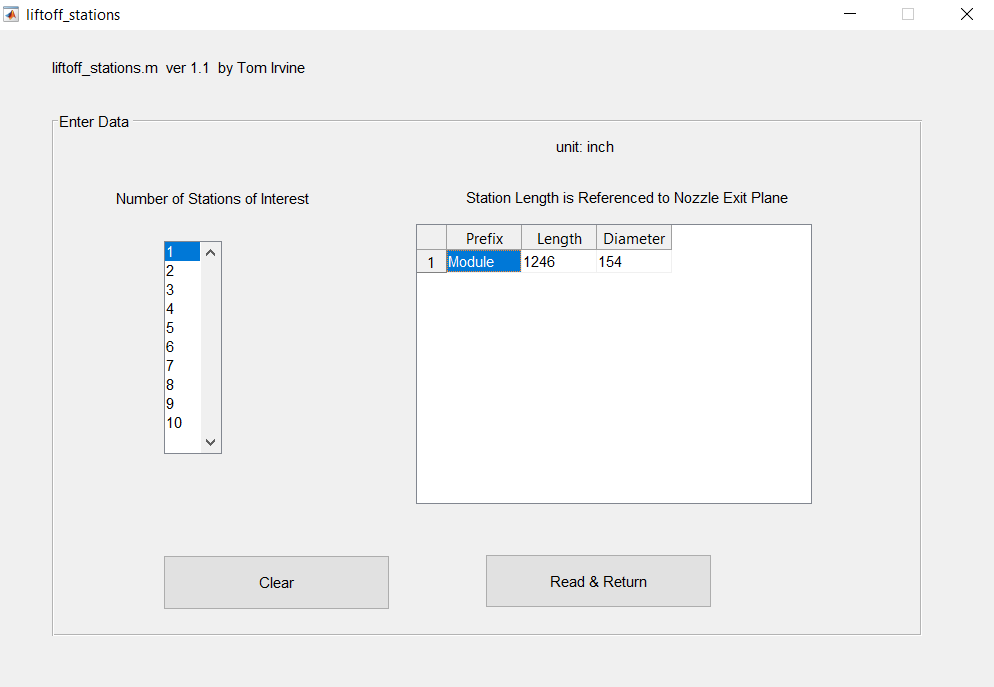 liftoff_stations
liftoff_stations.m ver 1.1 by Tom Irvine
Enter Data
unit: inch
Number of Stations of Interest
Station Length is Referenced to Nozzle Exit Plane
Prefix Length Diameter
1 Module 1246 154
1
2
3
4
5
6
7
8
9
10
Clear
Read & Return